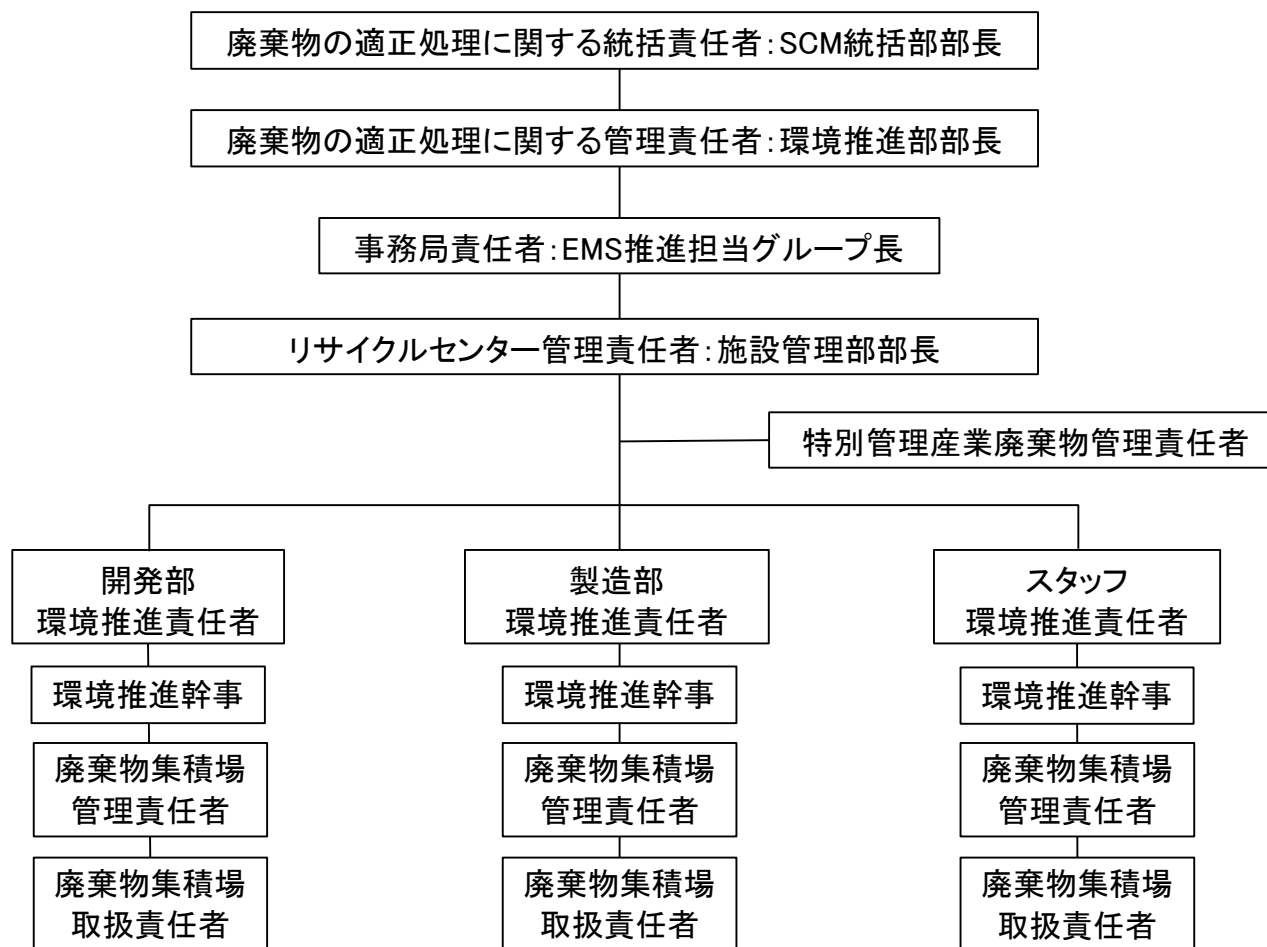 廃棄物の適正処理に関する統括責任者:SCM統括部部長
廃棄物の適正処理に関する管理責任者:環境推進部部長
事務局責任者:EMS推進担当グループ長
リサイクルセンター管理責任者:施設管理部部長
特別管理産業廃棄物管理責任者
開発部
環境推進責任者
製造部
環境推進責任者
スタッフ
環境推進責任者
環境推進幹事
環境推進幹事
環境推進幹事
廃棄物集積場
管理責任者
廃棄物集積場
管理責任者
廃棄物集積場
管理責任者
廃棄物集積場
取扱責任者
廃棄物集積場
取扱責任者
廃棄物集積場
取扱責任者